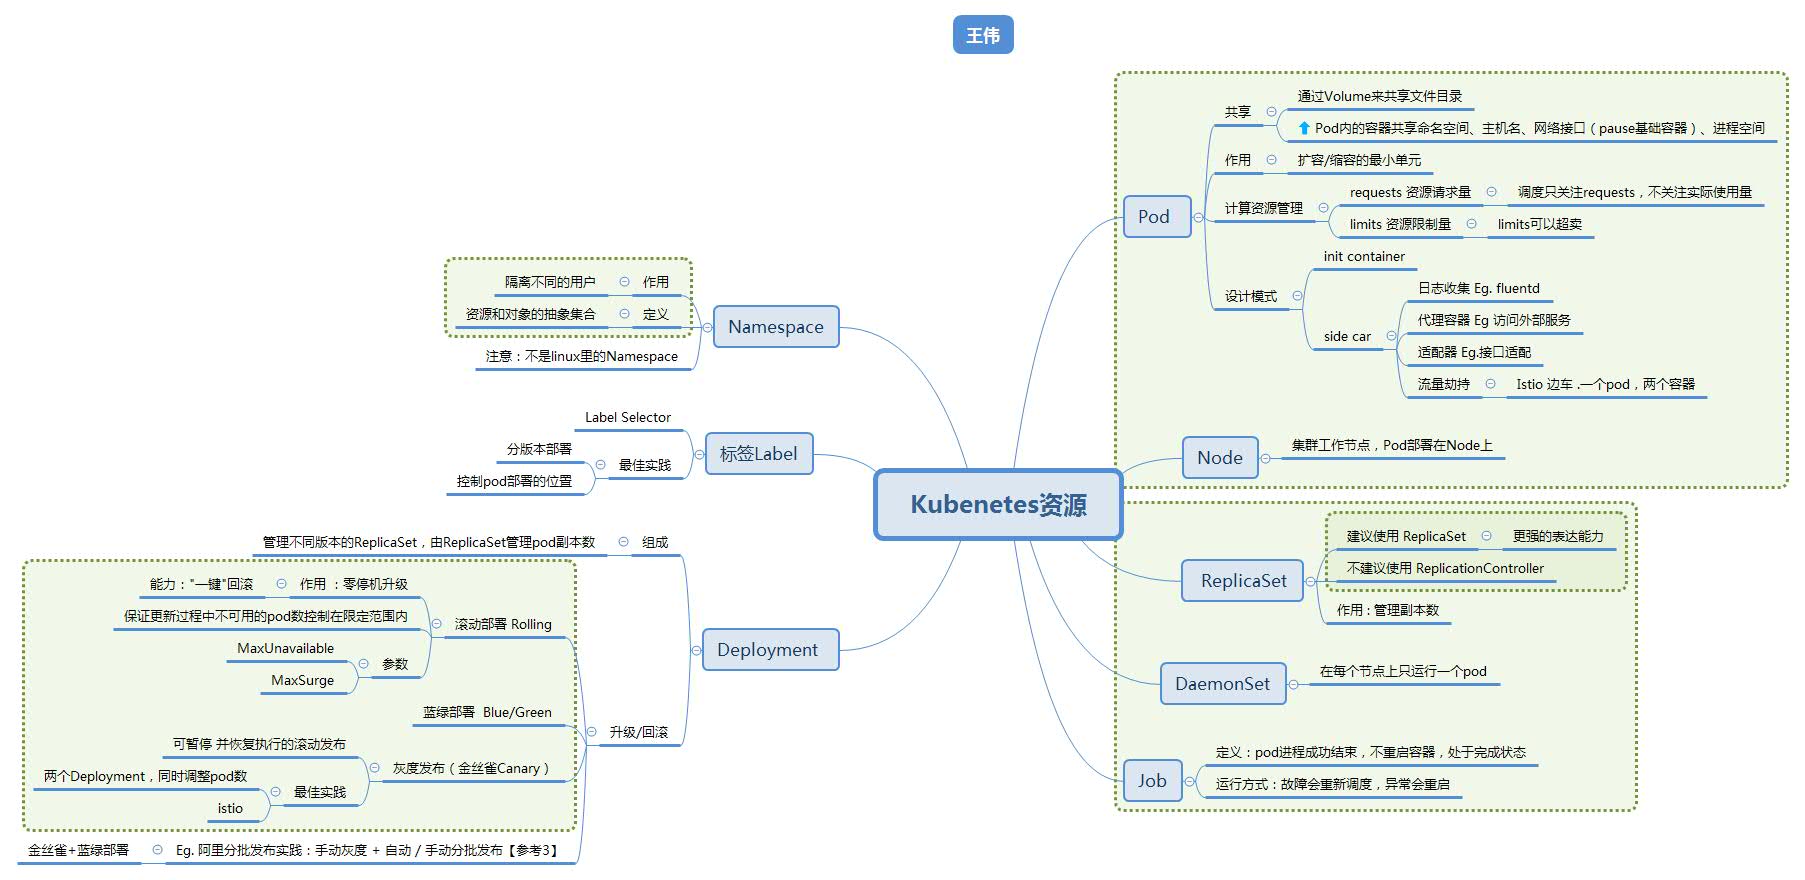 王伟
Kubenetes资源
Pod
共享
通过Volume来共享文件目录
Pod内的容器共享命名空间、主机名、网络接口（pause基础容器）、进程空间
作用
扩容/缩容的最小单元
计算资源管理
requests 资源请求量
调度只关注requests，不关注实际使用量
limits 资源限制量
limits可以超卖
设计模式
init container
side car
日志收集 Eg. fluentd
代理容器 Eg 访问外部服务
适配器 Eg.接口适配
流量劫持
Istio 边车 .一个pod，两个容器
Node
集群工作节点，Pod部署在Node上
ReplicaSet
建议使用 ReplicaSet
更强的表达能力
不建议使用 ReplicationController
作用：管理副本数
DaemonSet
在每个节点上只运行一个pod
Job
定义：pod进程成功结束，不重启容器，处于完成状态
运行方式：故障会重新调度，异常会重启
Namespace
作用
隔离不同的用户
定义
资源和对象的抽象集合
注意：不是linux里的Namespace
标签Label
Label Selector
最佳实践
分版本部署
控制pod部署的位置
Deployment
组成
管理不同版本的ReplicaSet，由ReplicaSet管理pod副本数
升级/回滚
滚动部署 Rolling
作用 ：零停机升级
能力："一键"回滚
保证更新过程中不可用的pod数控制在限定范围内
参数
MaxUnavailable
MaxSurge
蓝绿部署 Blue/Green
灰度发布（金丝雀Canary）
可暂停 并恢复执行的滚动发布
最佳实践
两个Deployment，同时调整pod数
istio
Eg. 阿里分批发布实践：手动灰度 + 自动 / 手动分批发布【参考3】
金丝雀+蓝绿部署